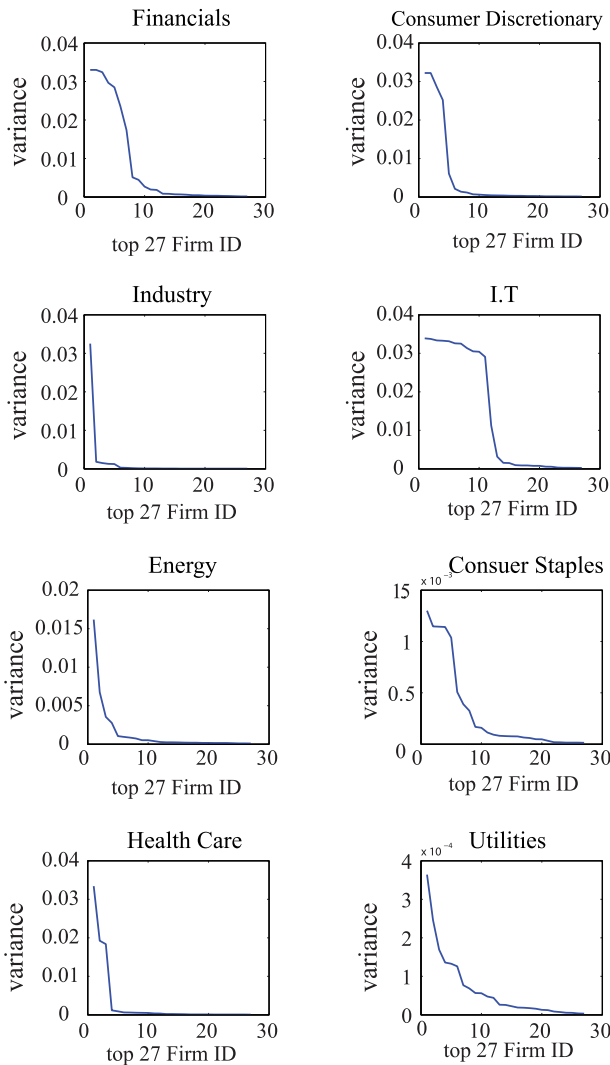 Financials
0.04
0.03
0.02
0.01
0
variance
0
10
20
30
top 27 Firm ID
Consumer Discretionary
0.04
0.03
0.02
0.01
0
variance
0
10
20
30
top 27 Firm ID
Industry
0.04
0.03
0.02
0.01
0
variance
0
10
20
30
top 27 Firm ID
I.T
0.04
0.03
0.02
0.01
0
variance
0
10
20
30
top 27 Firm ID
Energy
0.02
0.015
0.01
0.005
0
variance
0
10
20
30
top 27 Firm ID
Consuer Staples
x 10⁻³
15
1
0.5
0
variance
0
10
20
30
top 27 Firm ID
Health Care
0.04
0.03
0.02
0.01
0
variance
0
10
20
30
top 27 Firm ID
Utilities
x 10⁻⁴
4
3
2
1
0
variance
0
10
20
30
top 27 Firm ID